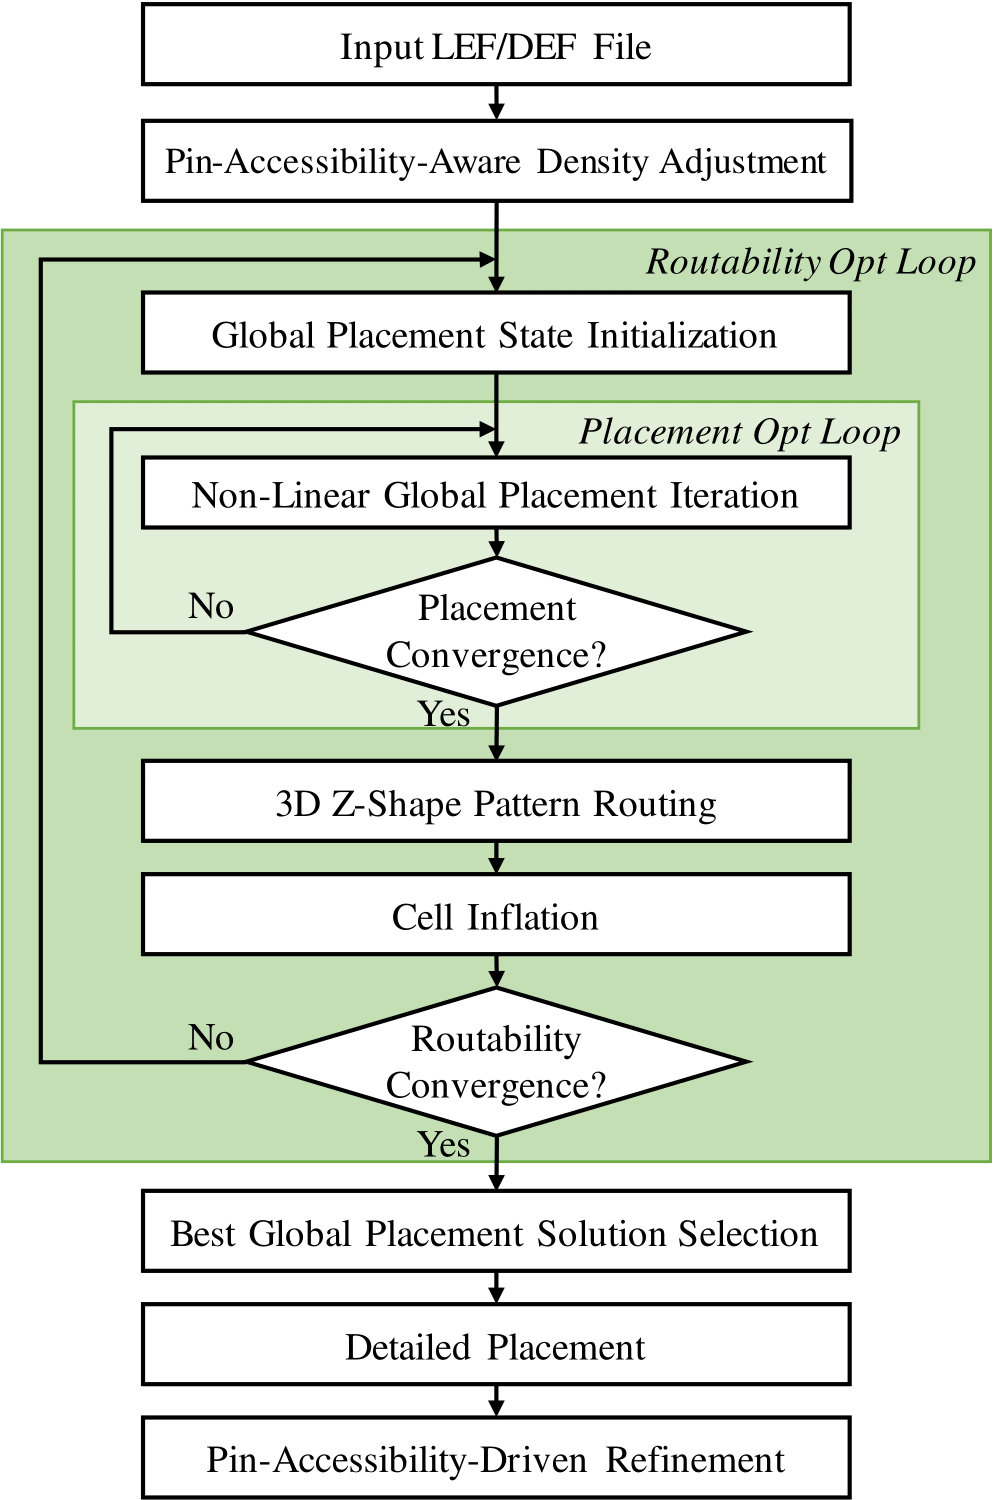 Input LEF/DEF File
Pin-Accessibility-Aware Density Adjustment
Routability Opt Loop
Global Placement State Initialization
Placement Opt Loop
Non-Linear Global Placement Iteration
No
Placement
Convergence?
Yes
3D Z-Shape Pattern Routing
Cell Inflation
No
Routability
Convergence?
Yes
Best Global Placement Solution Selection
Detailed Placement
Pin-Accessibility-Driven Refinement